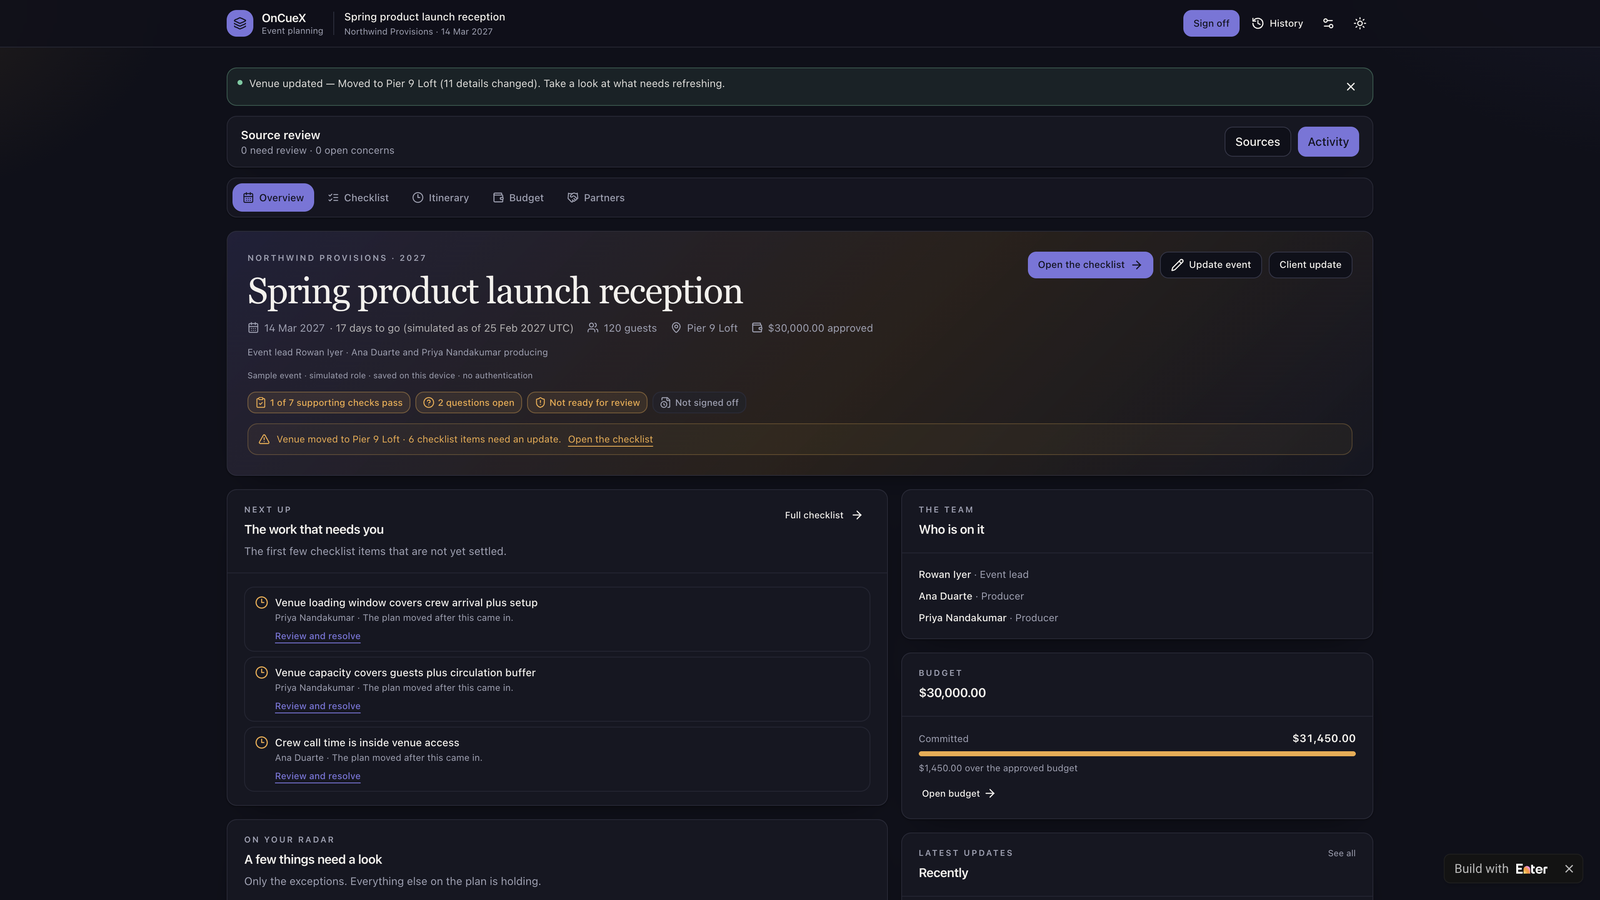 OnCueX
Event planning
Spring product launch reception
Northwind Provisions · 14 Mar 2027
Sign off
History
Venue updated — Moved to Pier 9 Loft (11 details changed). Take a look at what needs refreshing.
Source review
0 need review · 0 open concerns
Sources
Activity
Overview
Checklist
Itinerary
Budget
Partners
NORTHWIND PROVISIONS · 2027
Spring product launch reception
Open the checklist
Update event
Client update
14 Mar 2027 · 17 days to go (simulated as of 25 Feb 2027 UTC)
120 guests
Pier 9 Loft
$30,000.00 approved
Event lead Rowan Iyer · Ana Duarte and Priya Nandakumar producing
Sample event · simulated role · saved on this device · no authentication
1 of 7 supporting checks pass
2 questions open
Not ready for review
Not signed off
Venue moved to Pier 9 Loft · 6 checklist items need an update. Open the checklist
NEXT UP
The work that needs you
The first few checklist items that are not yet settled.
Full checklist
Venue loading window covers crew arrival plus setup
Priya Nandakumar · The plan moved after this came in.
Review and resolve
Venue capacity covers guests plus circulation buffer
Priya Nandakumar · The plan moved after this came in.
Review and resolve
Crew call time is inside venue access
Ana Duarte · The plan moved after this came in.
Review and resolve
ON YOUR RADAR
A few things need a look
Only the exceptions. Everything else on the plan is holding.
THE TEAM
Who is on it
Rowan Iyer · Event lead
Ana Duarte · Producer
Priya Nandakumar · Producer
BUDGET
$30,000.00
Committed
$31,450.00
$1,450.00 over the approved budget
Open budget
LATEST UPDATES
See all
Recently
Build with Enter